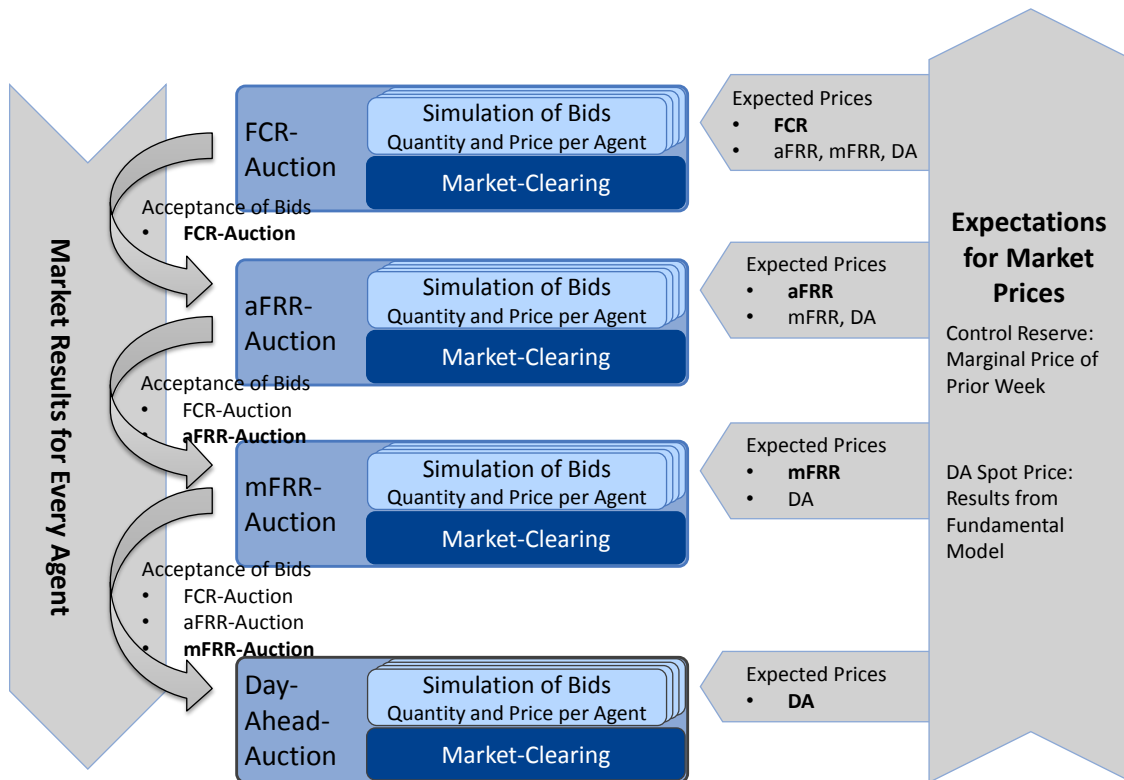 Market Results for Every Agent
FCR-
Auction
Simulation of Bids
Quantity and Price per Agent
Market-Clearing
Expected Prices
• FCR
• aFRR, mFRR, DA
Acceptance of Bids
• FCR-Auction
aFRR-
Auction
Simulation of Bids
Quantity and Price per Agent
Market-Clearing
Expected Prices
• aFRR
• mFRR, DA
Acceptance of Bids
• FCR-Auction
• aFRR-Auction
mFRR-
Auction
Simulation of Bids
Quantity and Price per Agent
Market-Clearing
Expected Prices
• mFRR
• DA
Acceptance of Bids
• FCR-Auction
• aFRR-Auction
• mFRR-Auction
Day-
Ahead-
Auction
Simulation of Bids
Quantity and Price per Agent
Market-Clearing
Expected Prices
• DA
Expectations
for Market
Prices
Control Reserve:
Marginal Price of
Prior Week
DA Spot Price:
Results from
Fundamental
Model